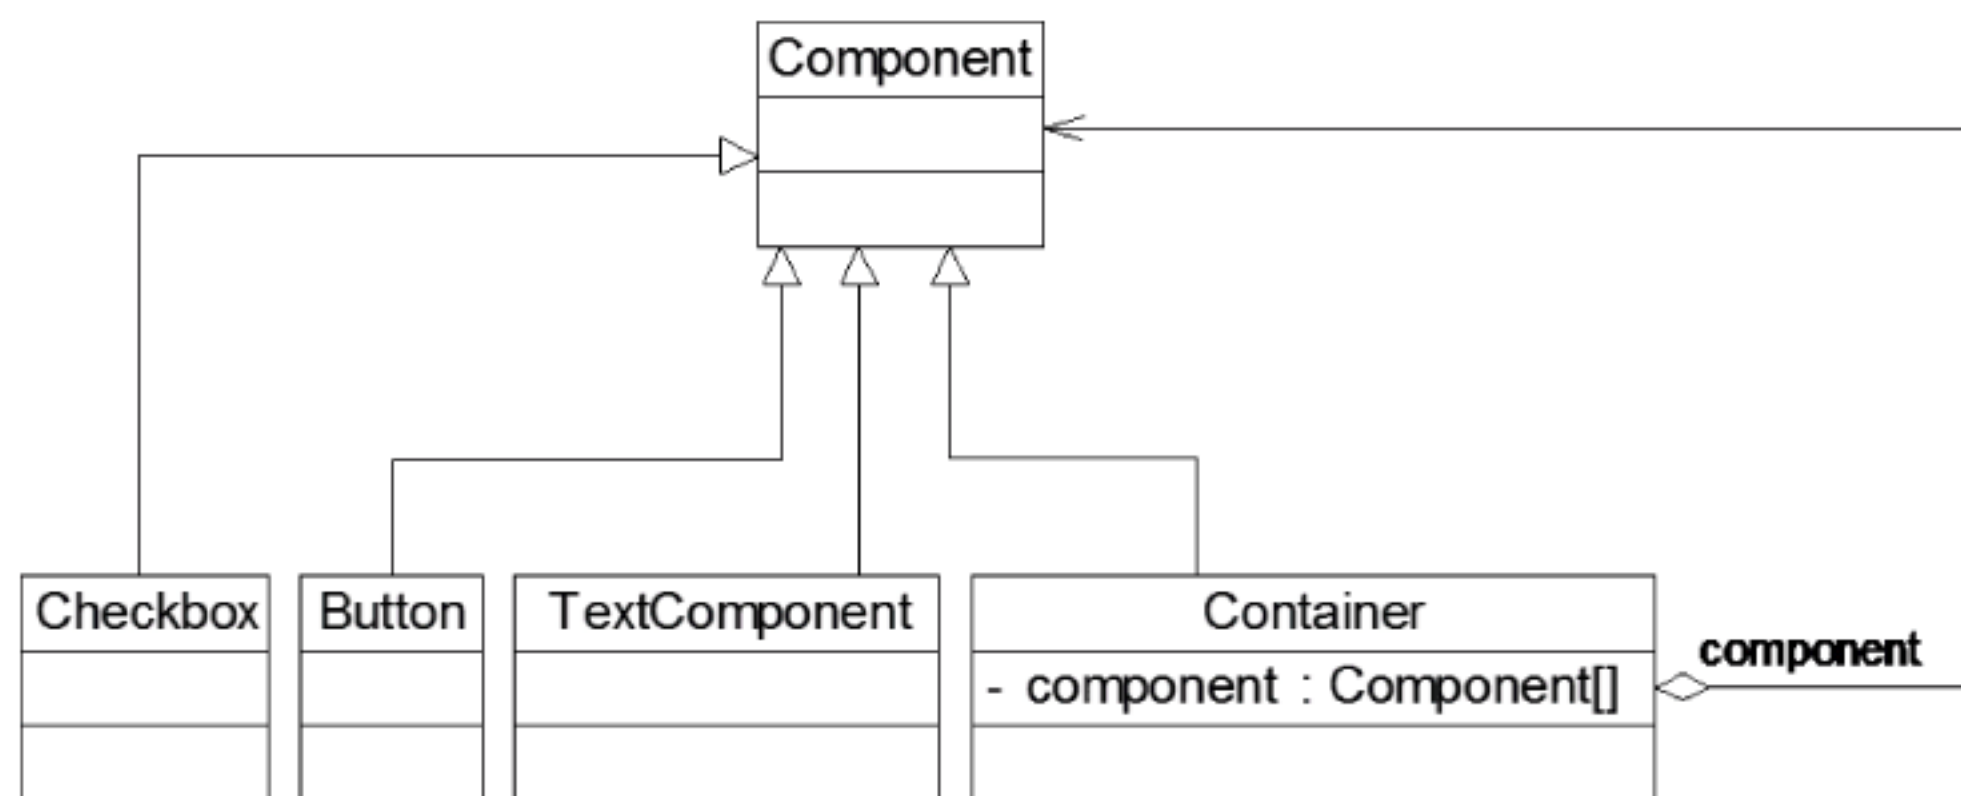 Component
Checkbox
Button
TextComponent
Container
- component : Component[]
component